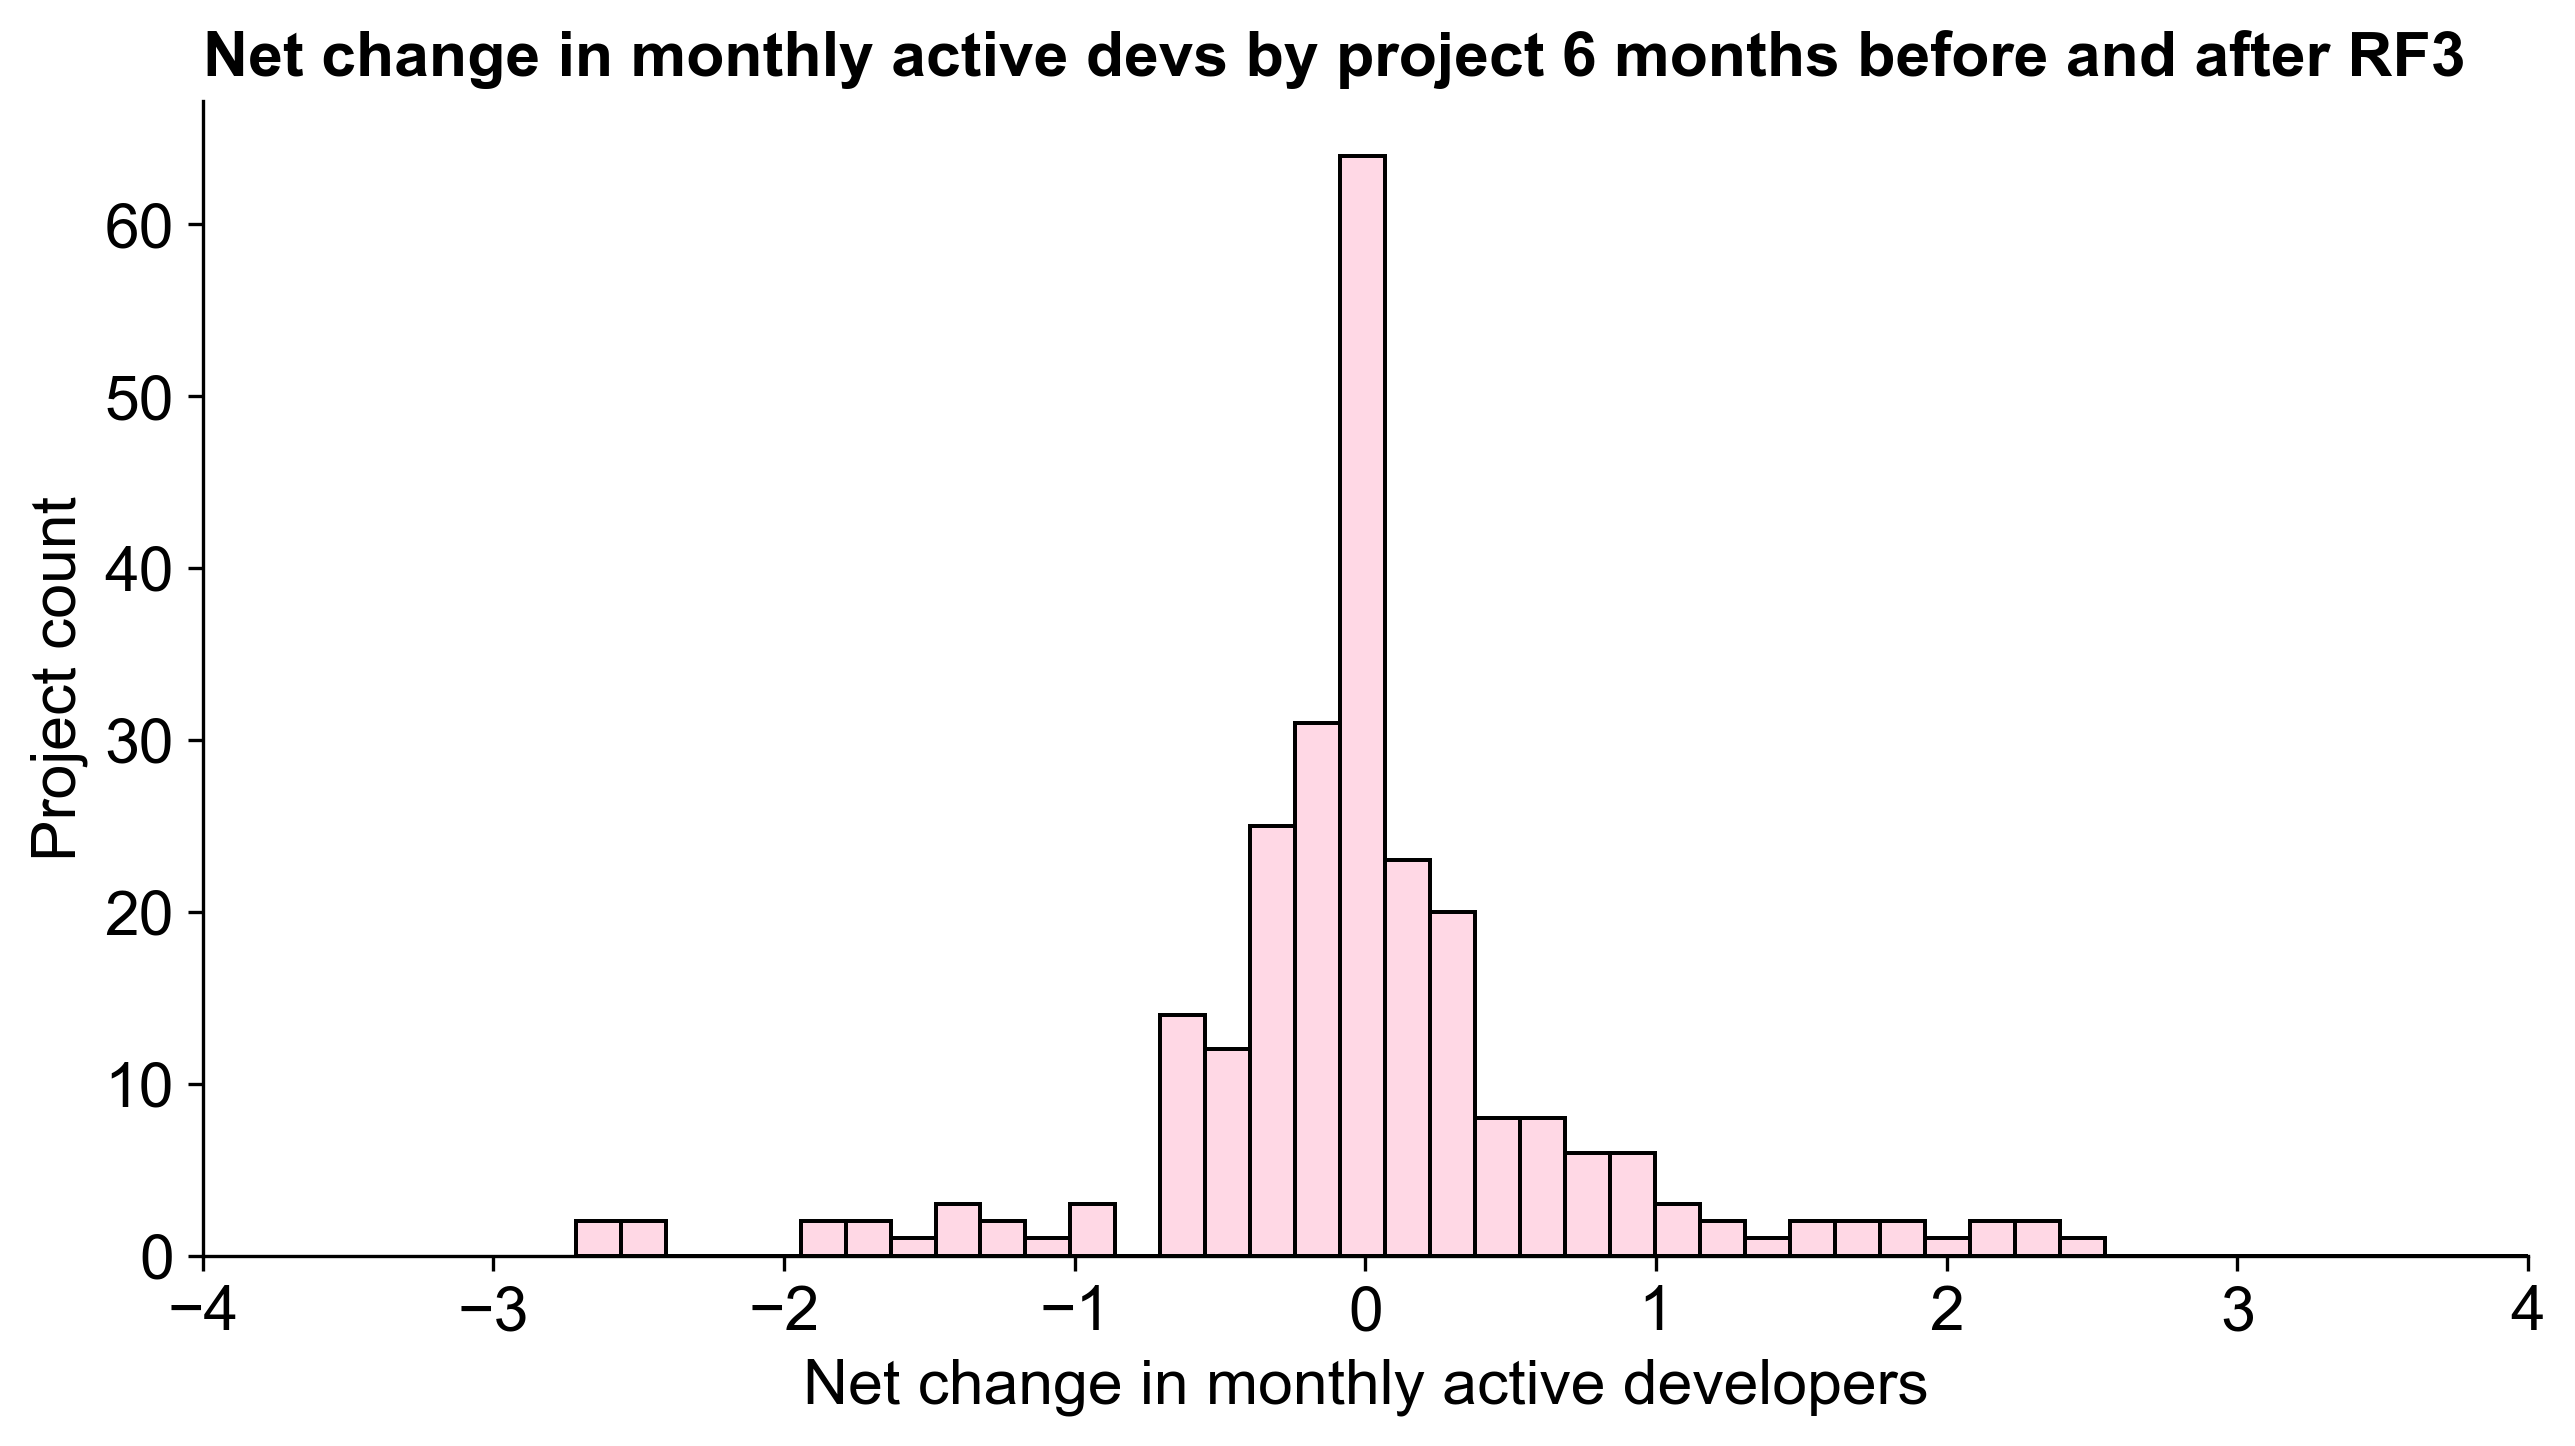 Net change in monthly active devs by project 6 months before and after RF3
60
50
40
30
20
10
0
Project count
−4 −3 −2 −1 0 1 2 3 4
Net change in monthly active developers